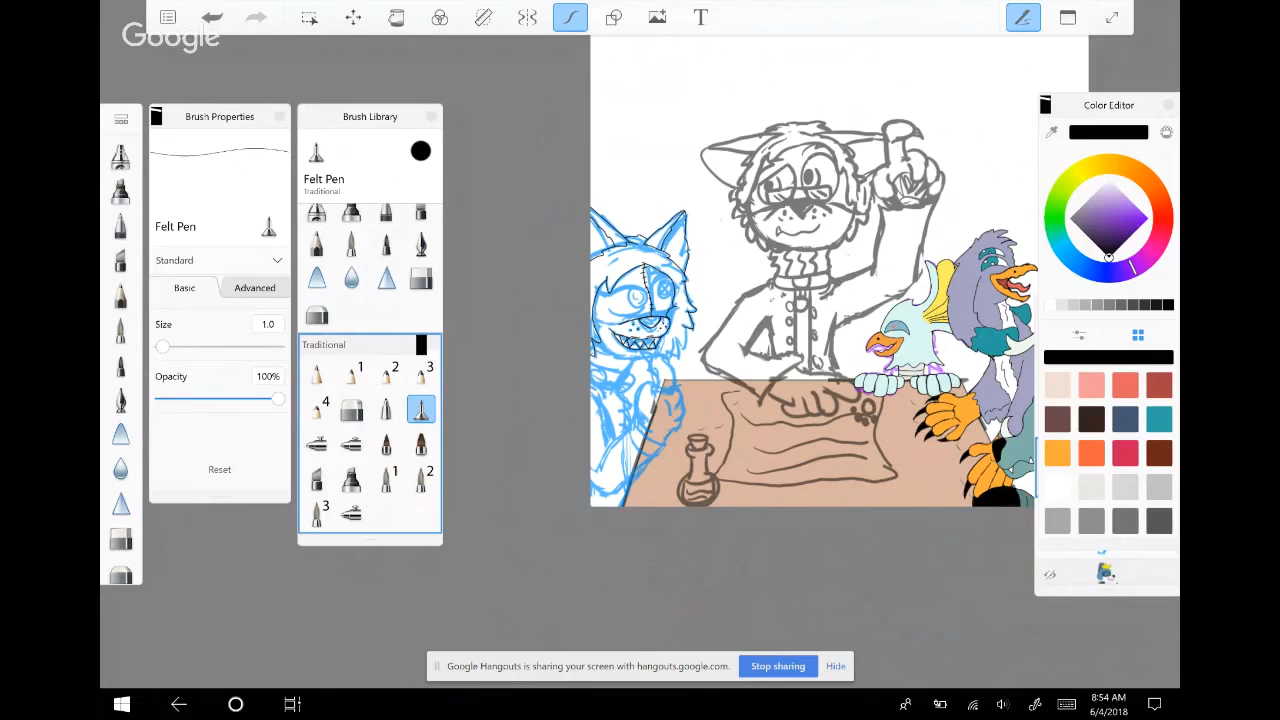 T
Google
Brush Properties
Brush Library
Color Editor
Felt Pen
Traditional
Felt Pen
Standard
Basic
Advanced
Size
1.0
Opacity
100%
Reset
Traditional
1
2
3
4
1
2
3
Google Hangouts is sharing your screen with hangouts.google.com.
Stop sharing
Hide
8:54 AM
6/4/2018